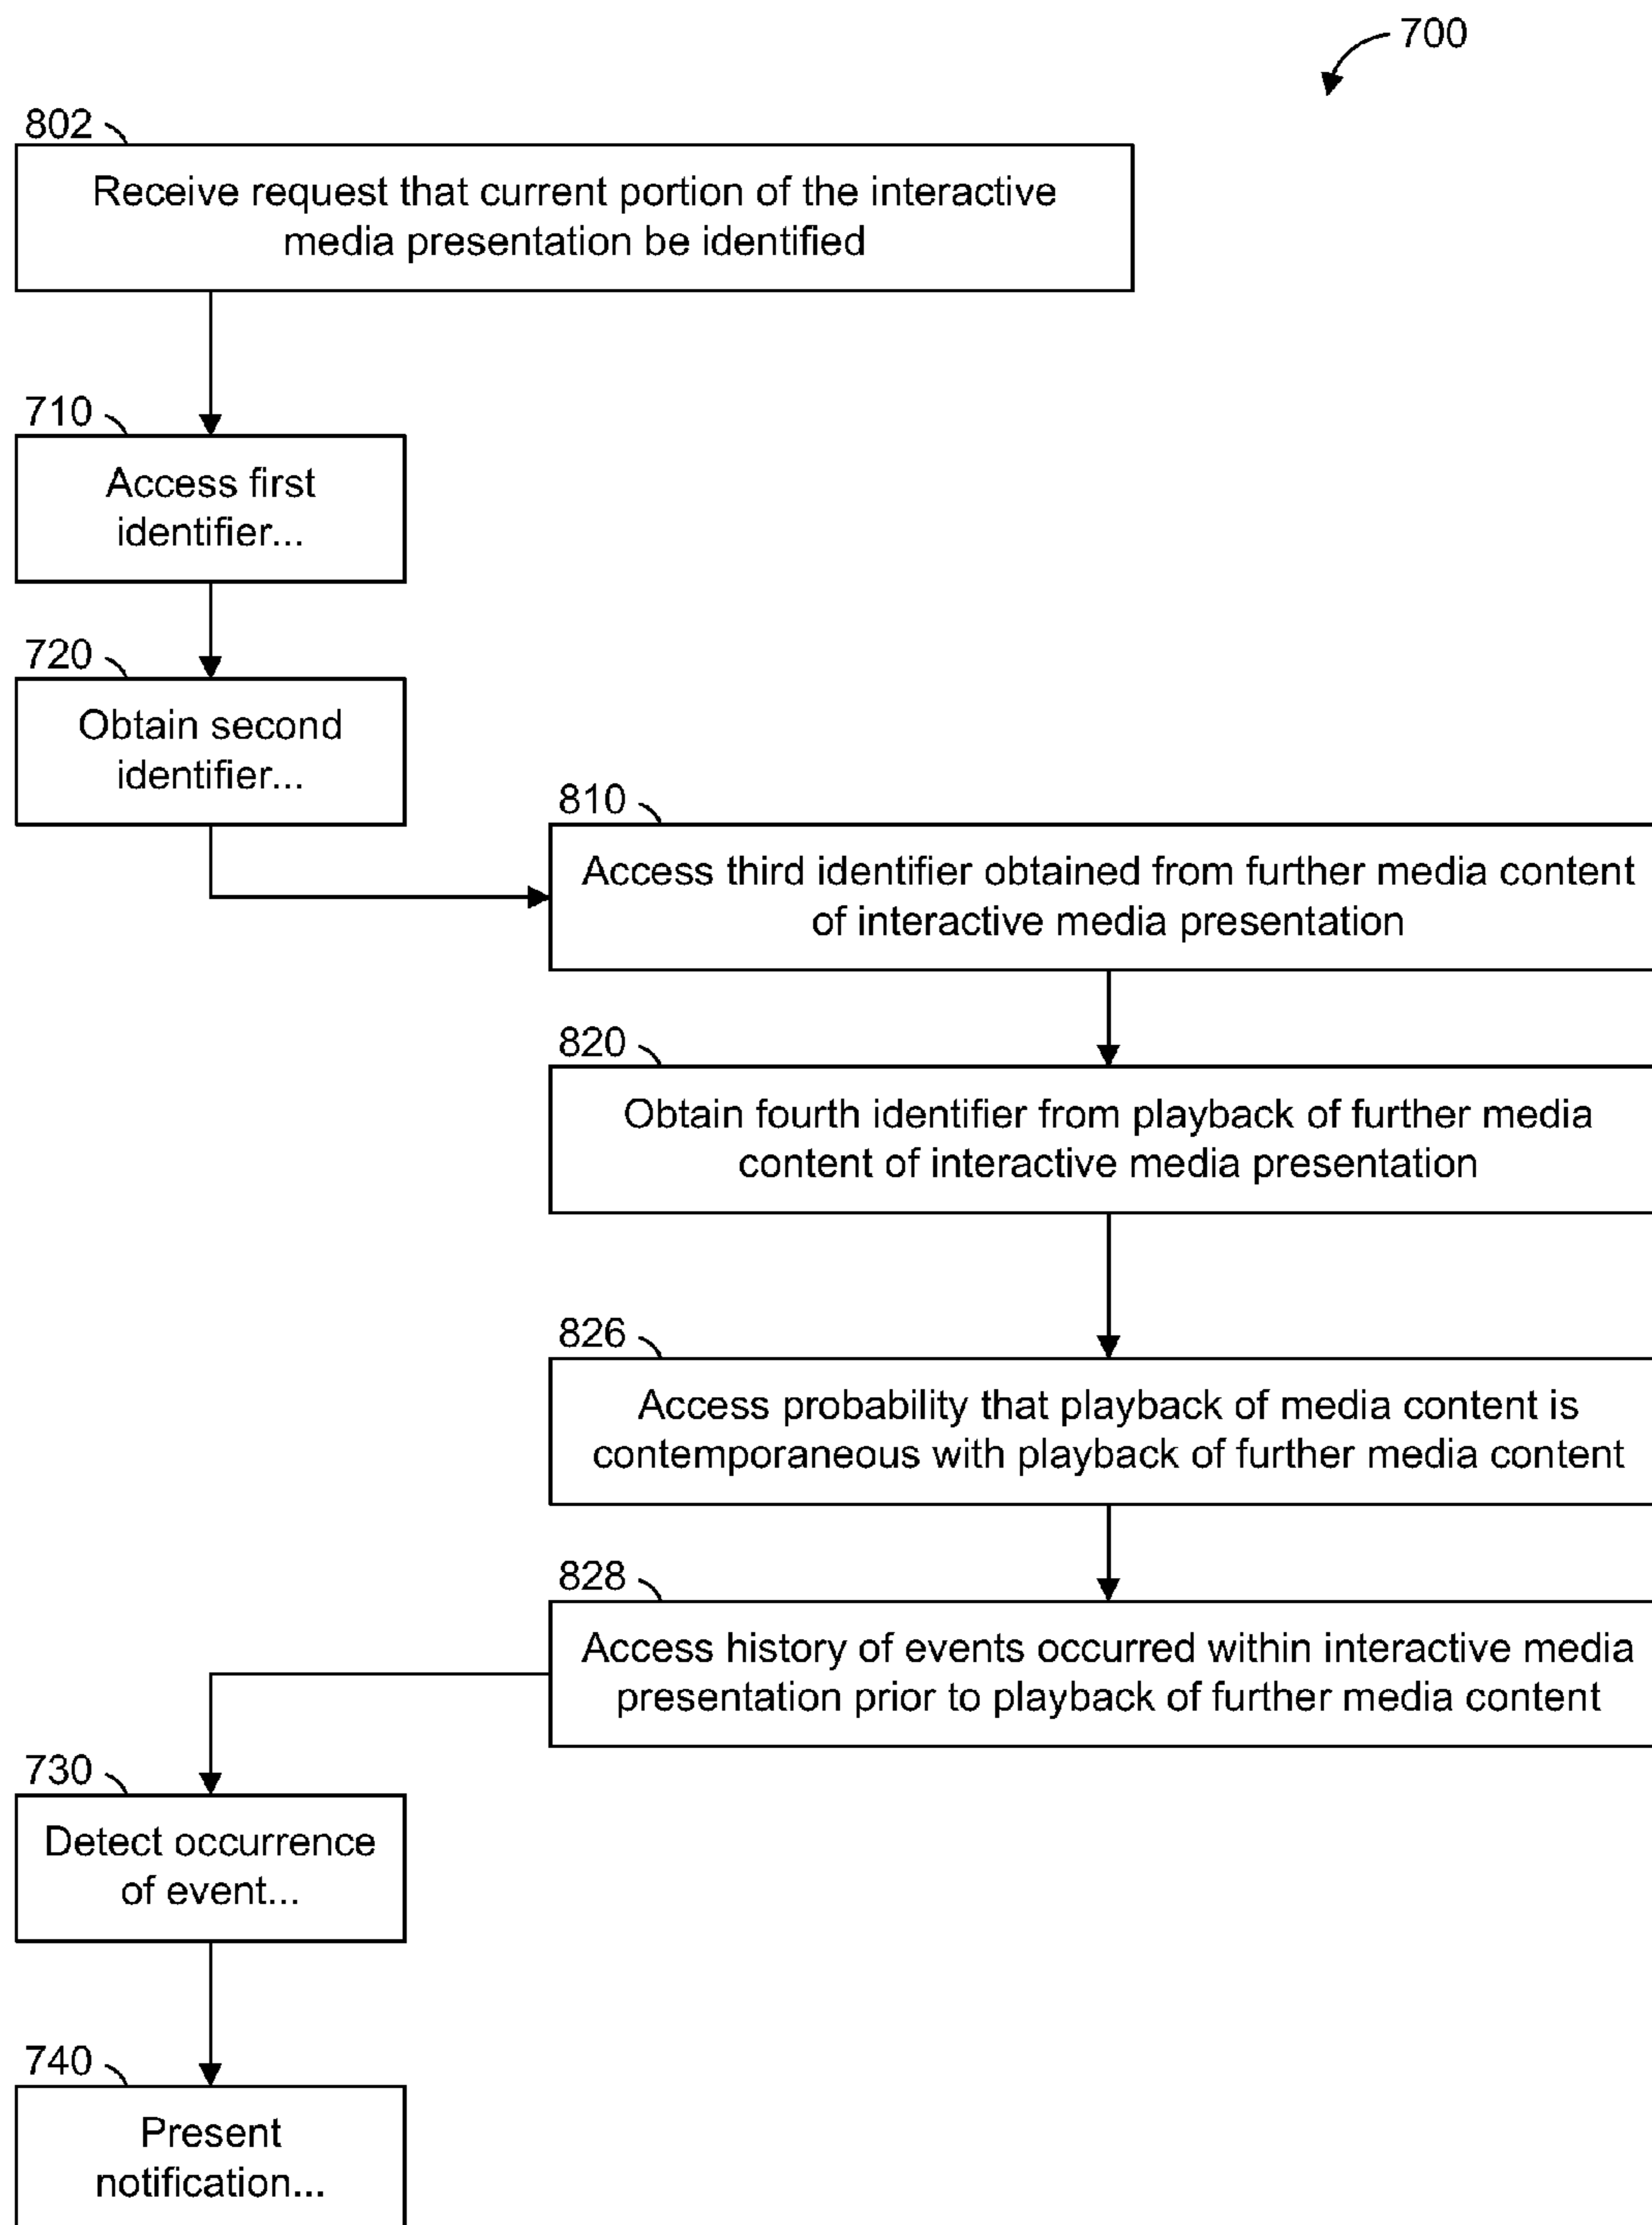 700
802
Receive request that current portion of the interactive
media presentation be identified
710
Access first
identifier...
720
Obtain second
identifier...
810
Access third identifier obtained from further media content
of interactive media presentation
820
Obtain fourth identifier from playback of further media
content of interactive media presentation
826
Access probability that playback of media content is
contemporaneous with playback of further media content
828
Access history of events occurred within interactive media
presentation prior to playback of further media content
730
Detect occurrence
of event...
740
Present
notification...